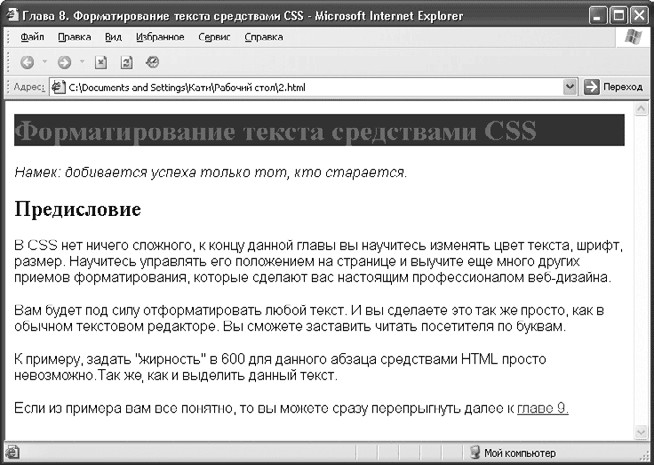 Глава 8. Форматирование текста средствами CSS - Microsoft Internet Explorer
Файл Правка Вид Избранное Сервис Справка
Адрес: C:\Documents and Settings\Кати\Рабочий стол\2.html Переход
Форматирование текста средствами CSS
Намек: добивается успеха только тот, кто старается.
Предисловие
В CSS нет ничего сложного, к концу данной главы вы научитесь изменять цвет текста, шрифт,
размер. Научитесь управлять его положением на странице и выучите еще много других
приемов форматирования, которые сделают вас настоящим профессионалом веб-дизайна.
Вам будет под силу отформатировать любой текст. И вы сделаете это так же просто, как в
обычном текстовом редакторе. Вы сможете заставить читать посетителя по буквам.
К примеру, задать "жирность" в 600 для данного абзаца средствами HTML просто
невозможно.Так же, как и выделить данный текст.
Если из примера вам все понятно, то вы можете сразу перепрыгнуть далее к главе 9.
Мой компьютер